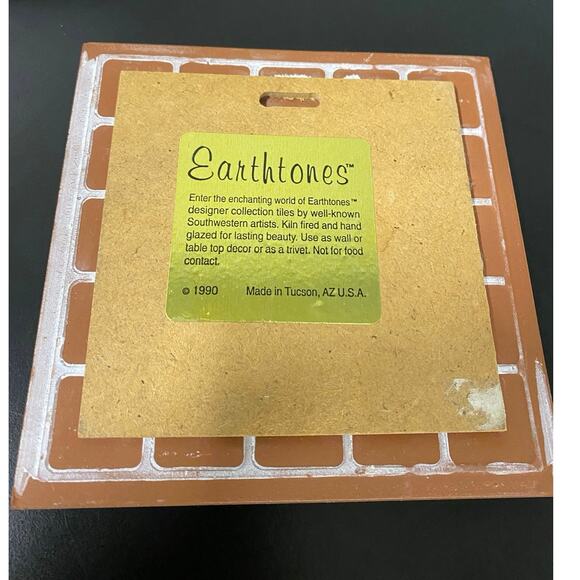 Earthtones™
Enter the enchanting world of Earthtones™
designer collection tiles by well-known
Southwestern artists. Kiln fired and hand
glazed for lasting beauty. Use as wall or
table top decor or as a trivet. Not for food
contact.
© 1990 Made in Tucson, AZ U.S.A.